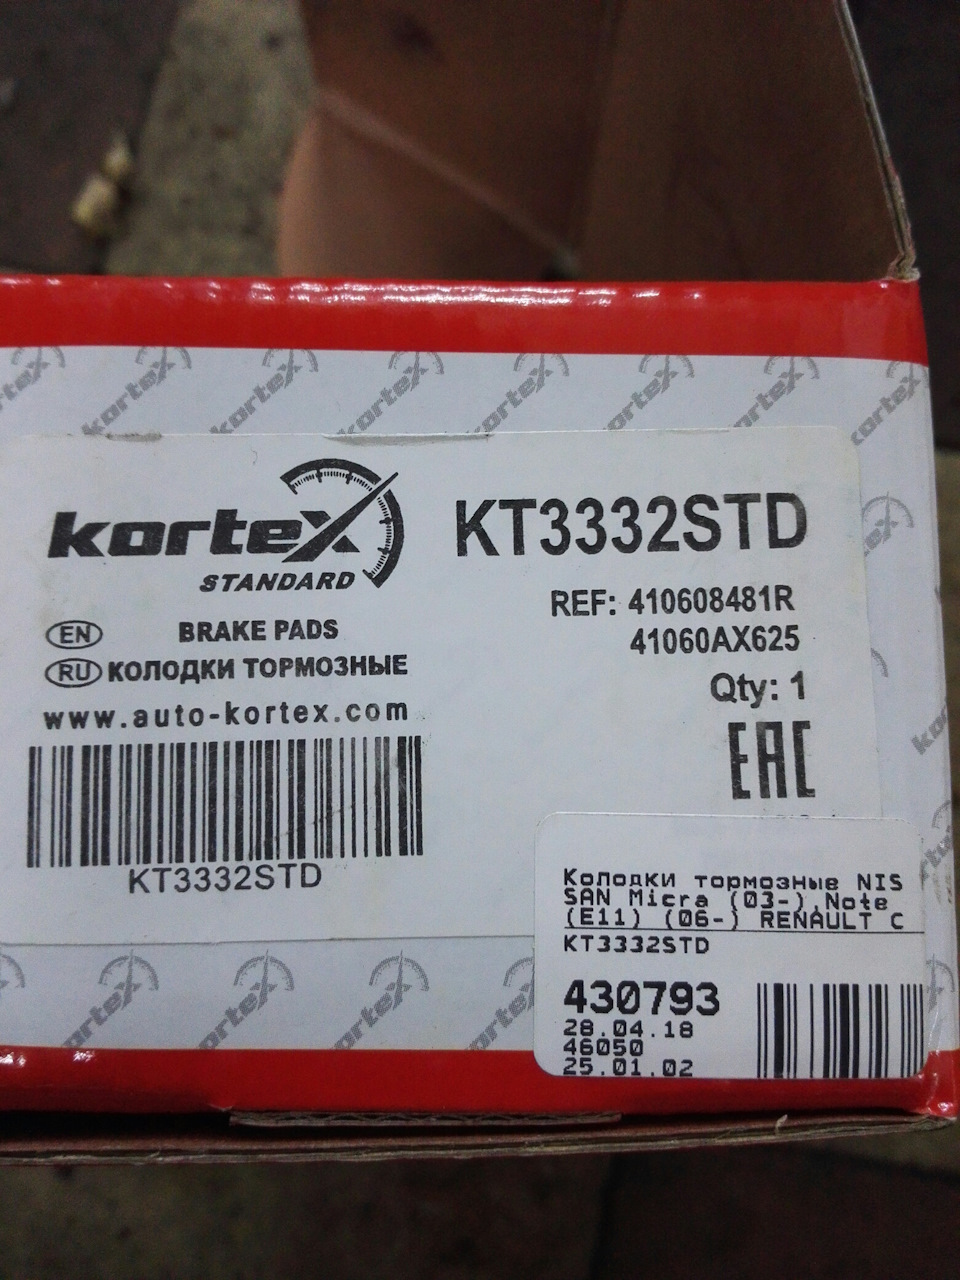 kortex
STANDARD
KT3332STD
REF: 410608481R
41060AX625
EN BRAKE PADS
RU КОЛОДКИ ТОРМОЗНЫЕ
Qty: 1
www.auto-kortex.com
EAC
KT3332STD
Колодки тормозные NIS
SAN Micra (03-),Note
(E11) (06-) RENAULT C
KT3332STD
430793
28.04.18
46050
25.01.02